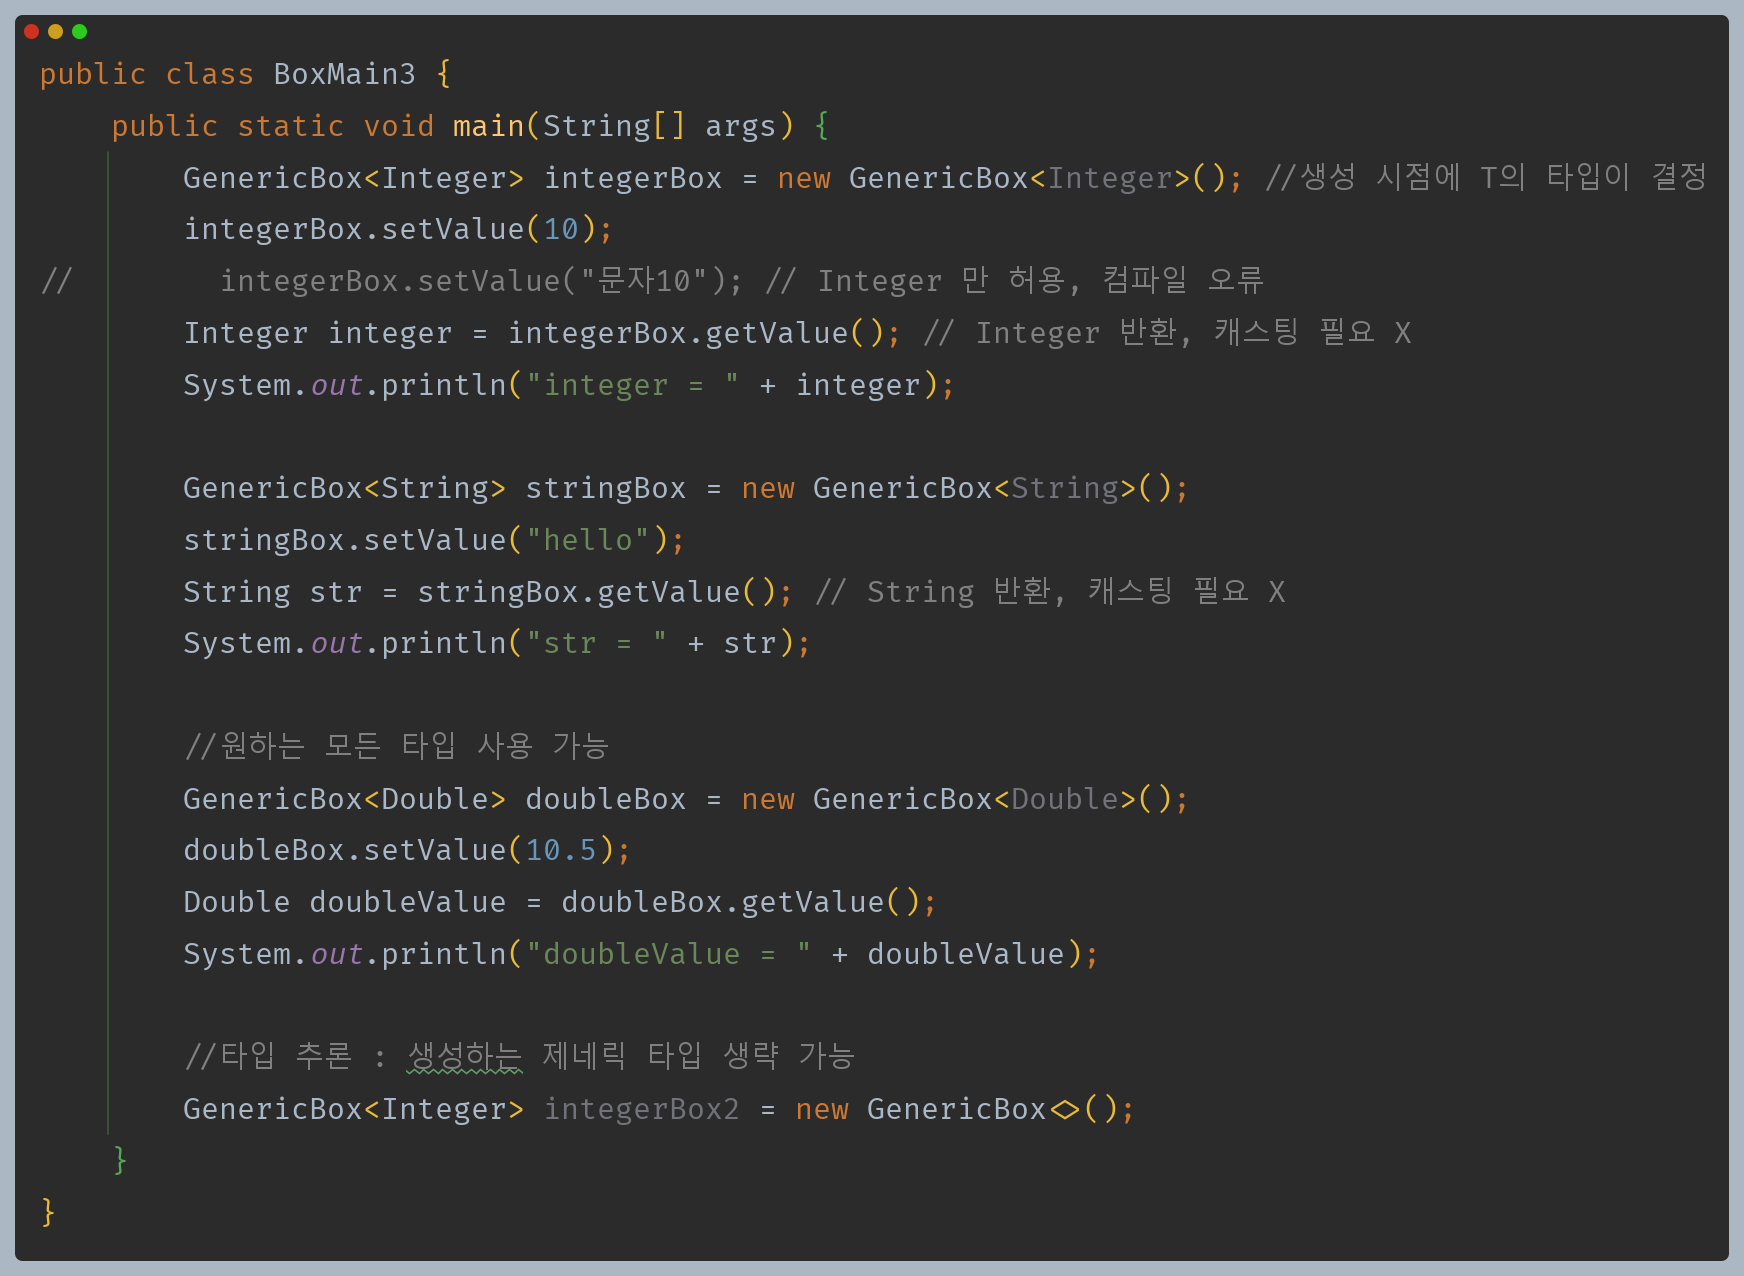 public class BoxMain3 {
    public static void main(String[] args) {
        GenericBox<Integer> integerBox = new GenericBox<Integer>(); //생성 시점에 T의 타입이 결정
        integerBox.setValue(10);
//        integerBox.setValue("문자10"); // Integer 만 허용, 컴파일 오류
        Integer integer = integerBox.getValue(); // Integer 반환, 캐스팅 필요 X
        System.out.println("integer = " + integer);

        GenericBox<String> stringBox = new GenericBox<String>();
        stringBox.setValue("hello");
        String str = stringBox.getValue(); // String 반환, 캐스팅 필요 X
        System.out.println("str = " + str);

        //원하는 모든 타입 사용 가능
        GenericBox<Double> doubleBox = new GenericBox<Double>();
        doubleBox.setValue(10.5);
        Double doubleValue = doubleBox.getValue();
        System.out.println("doubleValue = " + doubleValue);

        //타입 추론 : 생성하는 제네릭 타입 생략 가능
        GenericBox<Integer> integerBox2 = new GenericBox<>();
    }
}